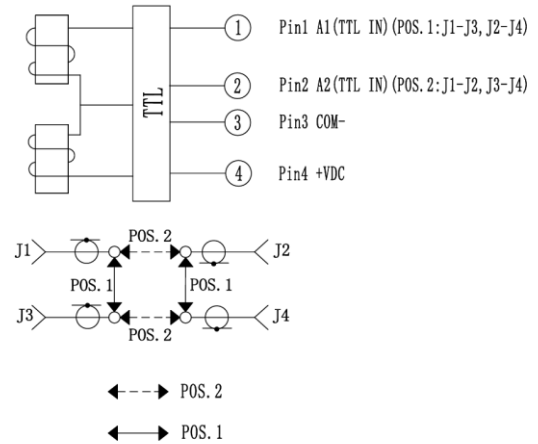 TTL
1 Pin1 A1(TTL IN)(POS.1:J1-J3,J2-J4)
2 Pin2 A2(TTL IN)(POS.2:J1-J2,J3-J4)
3 Pin3 COM-
4 Pin4 +VDC
POS.2
J1 J2
POS.1 POS.1
J3 J4
POS.2
POS.2
POS.1